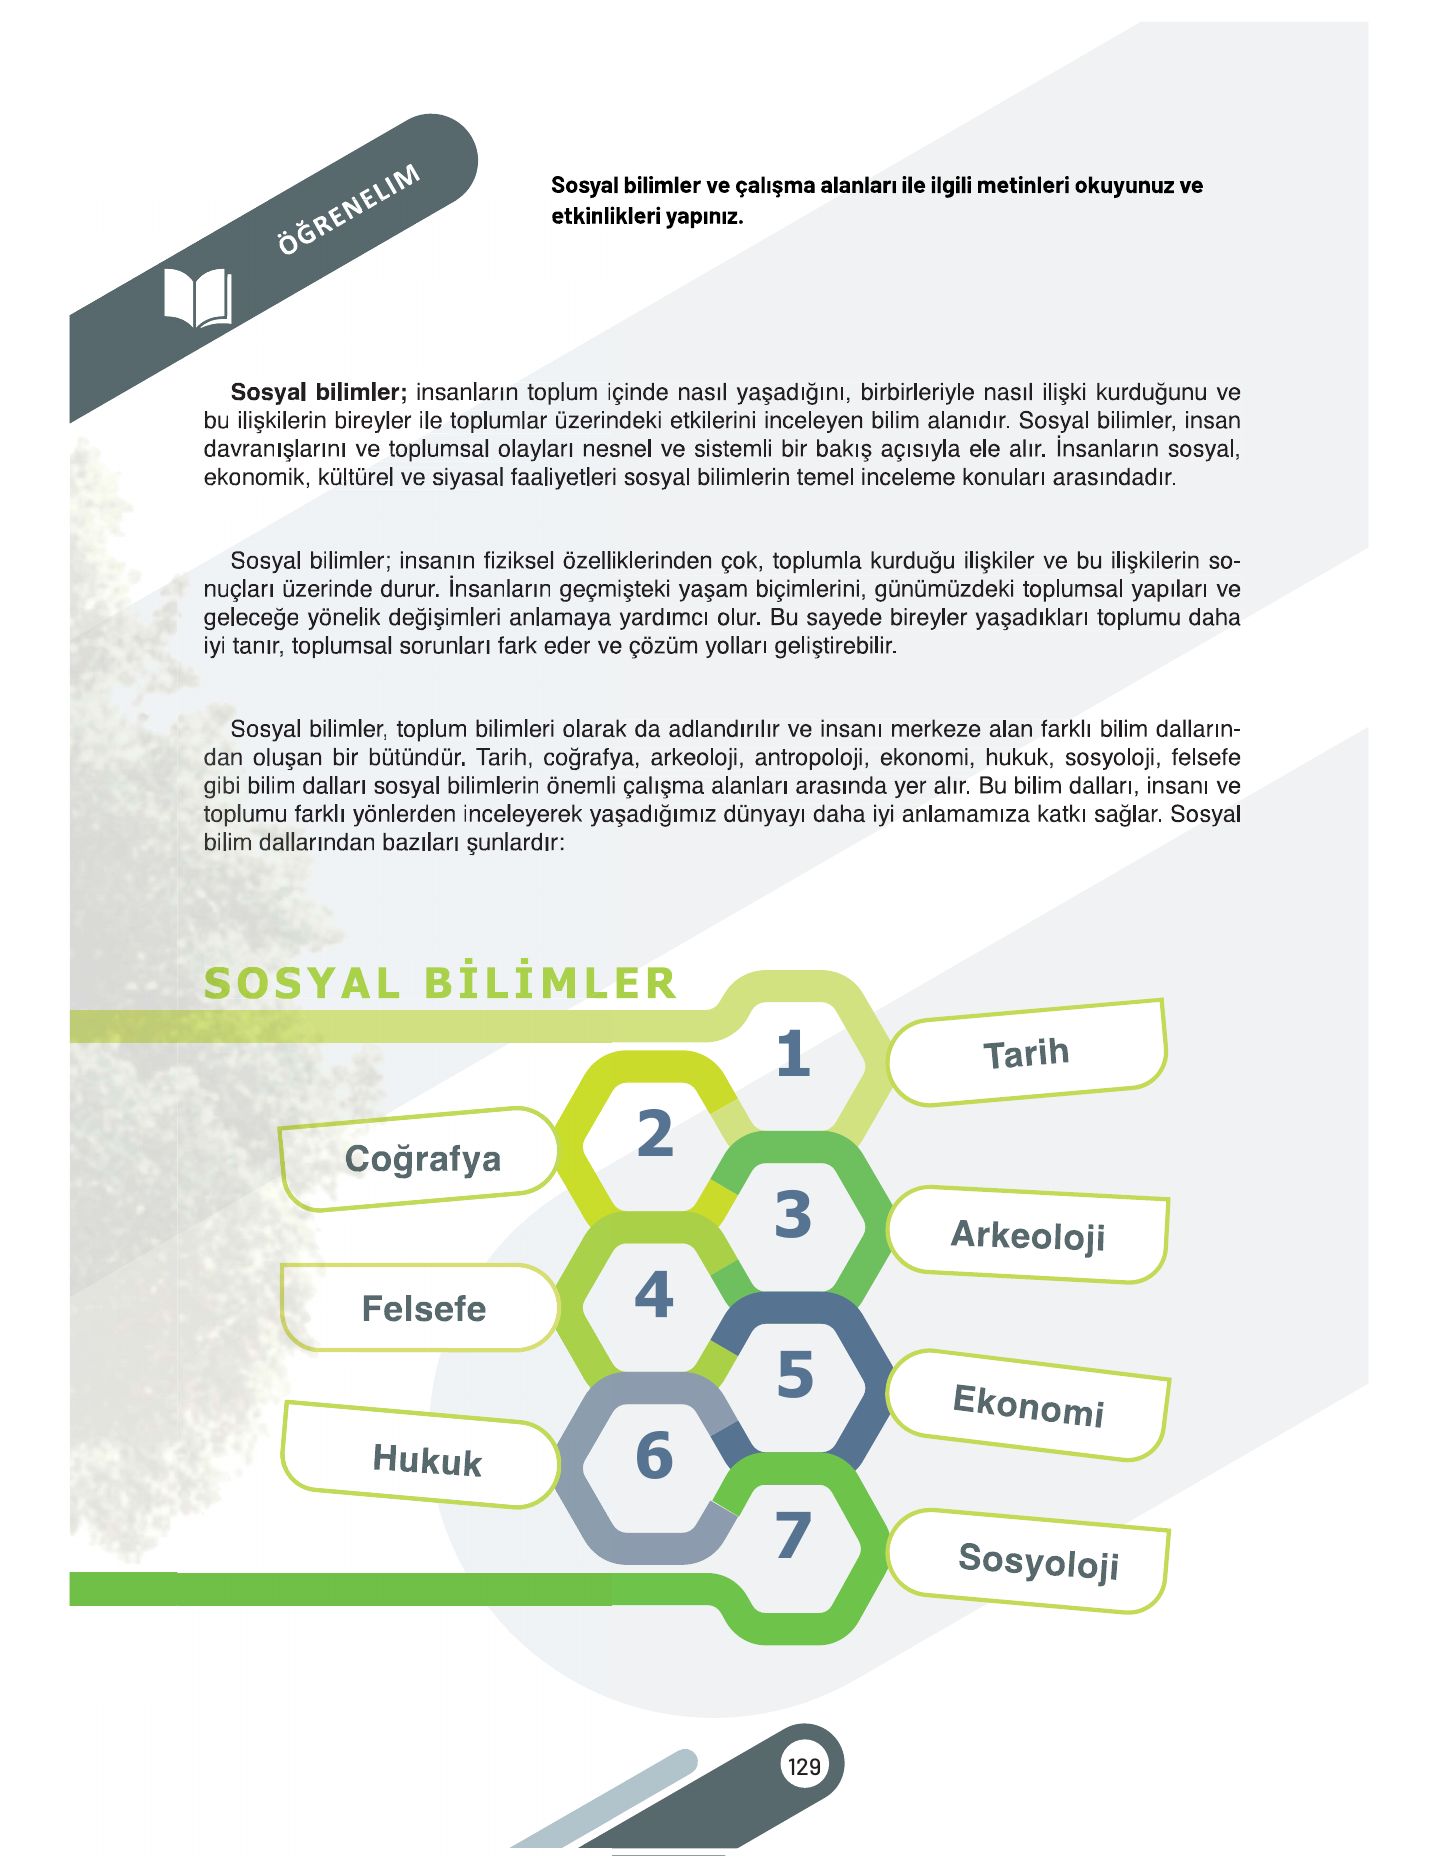 ÖĞRENELIM
Sosyal bilimler ve çalışma alanları ile ilgili metinleri okuyunuz ve
etkinlikleri yapınız.
Sosyal bilimler; insanların toplum içinde nasıl yaşadığını, birbirleriyle nasıl ilişki kurduğunu ve
bu ilişkilerin bireyler ile toplumlar üzerindeki etkilerini inceleyen bilim alanıdır. Sosyal bilimler, insan
davranışlarını ve toplumsal olayları nesnel ve sistemli bir bakış açısıyla ele alır. İnsanların sosyal,
ekonomik, kültürel ve siyasal faaliyetleri sosyal bilimlerin temel inceleme konuları arasındadır.
Sosyal bilimler; insanın fiziksel özelliklerinden çok, toplumla kurduğu ilişkiler ve bu ilişkilerin so-
nuçları üzerinde durur. İnsanların geçmişteki yaşam biçimlerini, günümüzdeki toplumsal yapıları ve
geleceğe yönelik değişimleri anlamaya yardımcı olur. Bu sayede bireyler yaşadıkları toplumu daha
iyi tanır, toplumsal sorunları fark eder ve çözüm yolları geliştirebilir.
Sosyal bilimler, toplum bilimleri olarak da adlandırılır ve insanı merkeze alan farklı bilim dalların-
dan oluşan bir bütündür. Tarih, coğrafya, arkeoloji, antropoloji, ekonomi, hukuk, sosyoloji, felsefe
gibi bilim dalları sosyal bilimlerin önemli çalışma alanları arasında yer alır. Bu bilim dalları, insanı ve
toplumu farklı yönlerden inceleyerek yaşadığımız dünyayı daha iyi anlamamıza katkı sağlar. Sosyal
bilim dallarından bazıları şunlardır:
SOSYAL BİLİMLER
1
Tarih
2
Coğrafya
3
Arkeoloji
4
Felsefe
5
Ekonomi
6
Hukuk
7
Sosyoloji
129